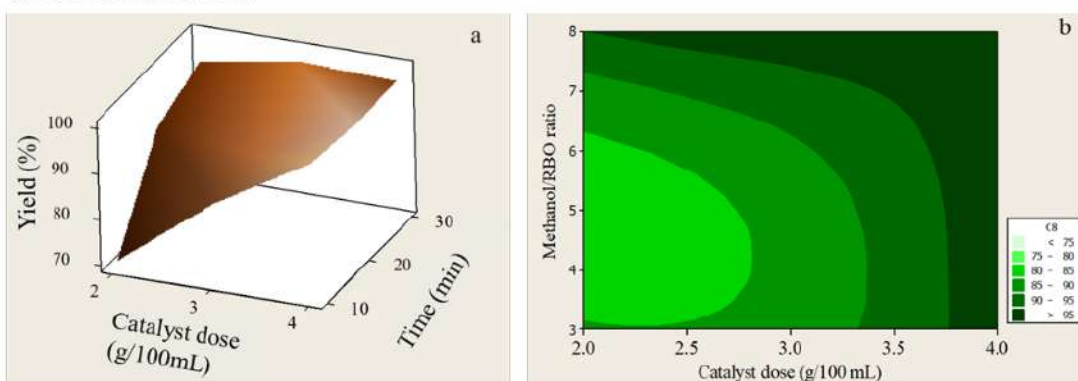 a
Yield (%)
100
90
80
70
2
3
4
Catalyst dose
(g/100mL)
10
20
30
Time (min)
b
Methanol/RBO ratio
8
7
6
5
4
3
2.0
2.5
3.0
3.5
4.0
Catalyst dose (g/100 mL)
C8
< 75
75 - 80
80 - 85
85 - 90
90 - 95
> 95